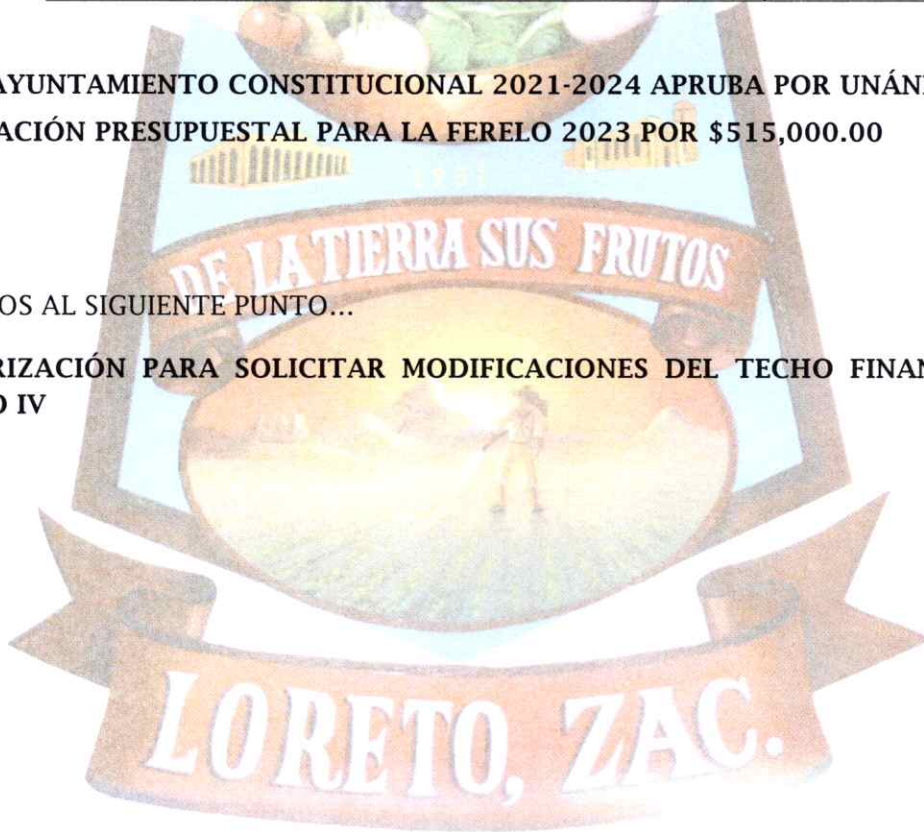 AYUNTAMIENTO CONSTITUCIONAL 2021-2024 APRUBA POR
ACIÓN PRESUPUESTAL PARA LA FERELO 2023 POR $515,000.00
1931
DE LA TIERRA SUS FRUTOS
OS AL SIGUIENTE PUNTO...
RIZACIÓN PARA SOLICITAR MODIFICACIONES DEL TECHO FINAN
O IV
LORETO, ZAC.